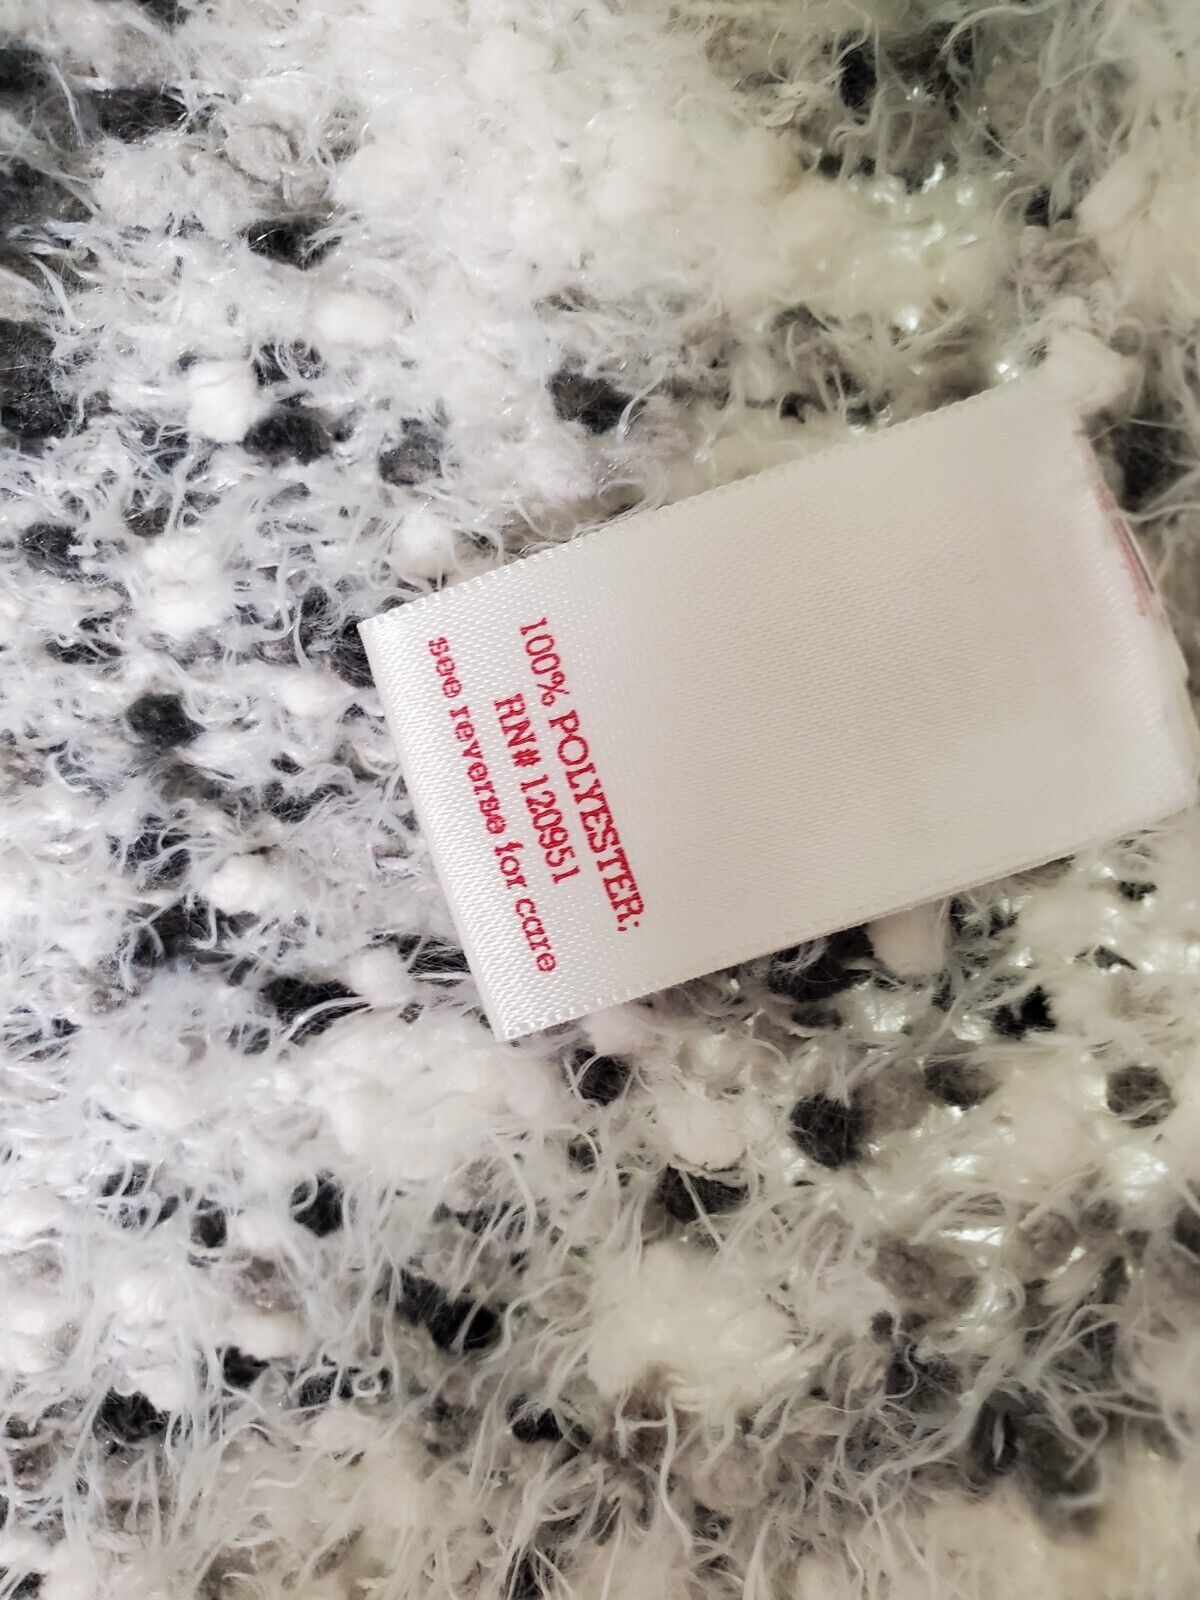 100% POLYESTER;
RN# 120951
see reverse for care